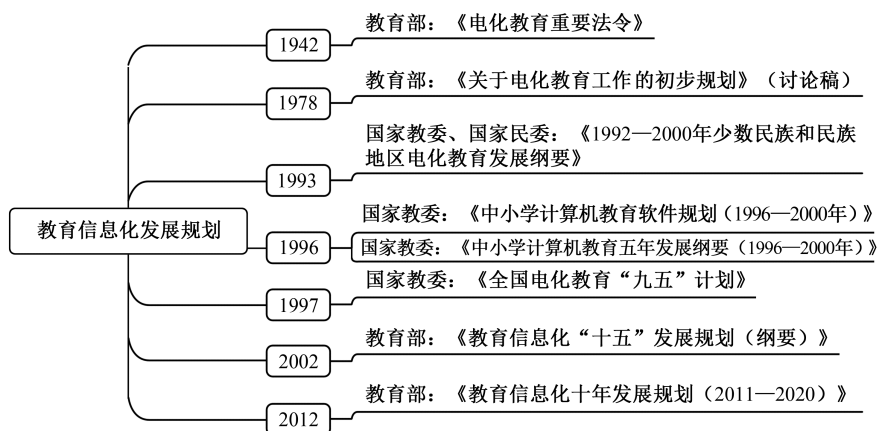 教育信息化发展规划
1942
教育部：《电化教育重要法令》
1978
教育部：《关于电化教育工作的初步规划》（讨论稿）
1993
国家教委、国家民委：《1992—2000年少数民族和民族
地区电化教育发展纲要》
1996
国家教委：《中小学计算机教育软件规划（1996—2000年）》
国家教委：《中小学计算机教育五年发展纲要（1996—2000年）》
1997
国家教委：《全国电化教育“九五”计划》
2002
教育部：《教育信息化“十五”发展规划（纲要）》
2012
教育部：《教育信息化十年发展规划（2011—2020）》